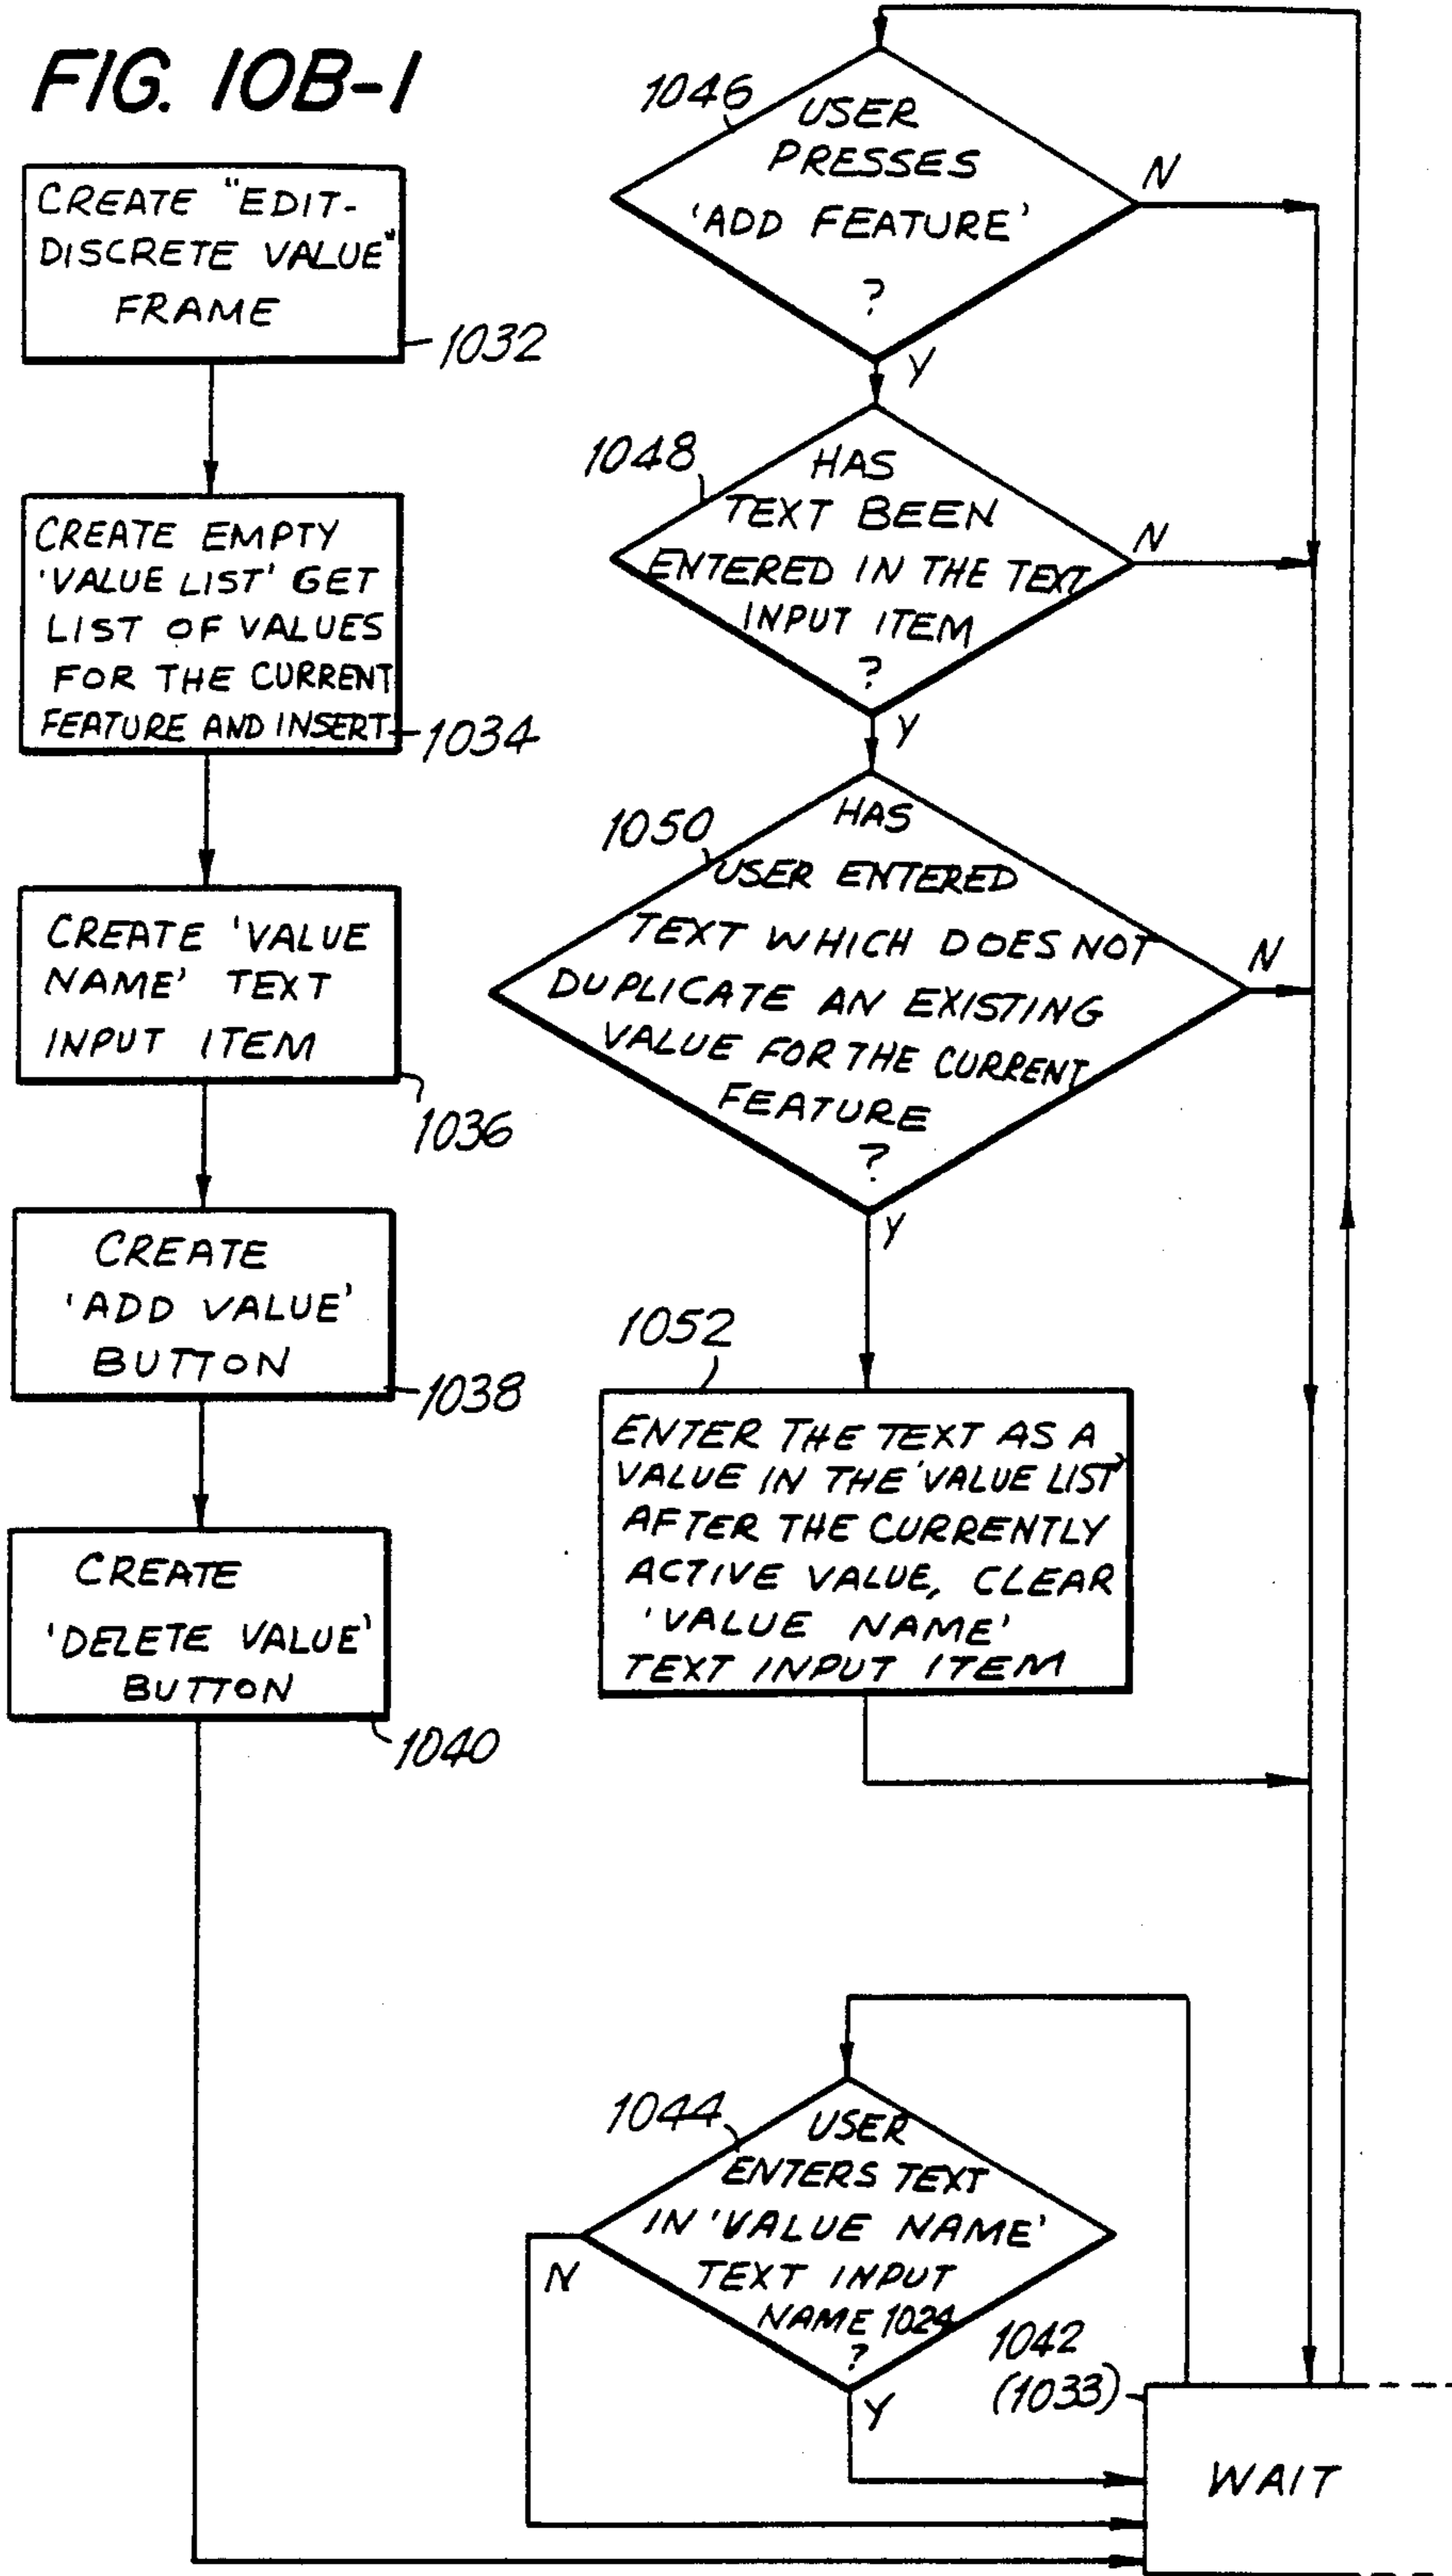 FIG. 10B-1
CREATE "EDIT-
DISCRETE VALUE"
FRAME
1032
CREATE EMPTY
'VALUE LIST' GET
LIST OF VALUES
FOR THE CURRENT
FEATURE AND INSERT
1034
CREATE 'VALUE
NAME' TEXT
INPUT ITEM
1036
CREATE
'ADD VALUE'
BUTTON
1038
CREATE
'DELETE VALUE'
BUTTON
1040
1046
USER
PRESSES
'ADD FEATURE'
?
N
Y
1048
HAS
TEXT BEEN
ENTERED IN THE TEXT
INPUT ITEM
?
N
Y
1050
HAS
USER ENTERED
TEXT WHICH DOES NOT
DUPLICATE AN EXISTING
VALUE FOR THE CURRENT
FEATURE
?
N
Y
1052
ENTER THE TEXT AS A
VALUE IN THE 'VALUE LIST'
AFTER THE CURRENTLY
ACTIVE VALUE, CLEAR
'VALUE NAME'
TEXT INPUT ITEM
1044
USER
ENTERS TEXT
IN 'VALUE NAME'
TEXT INPUT
NAME 1024
?
N
Y
1042
(1033)
WAIT